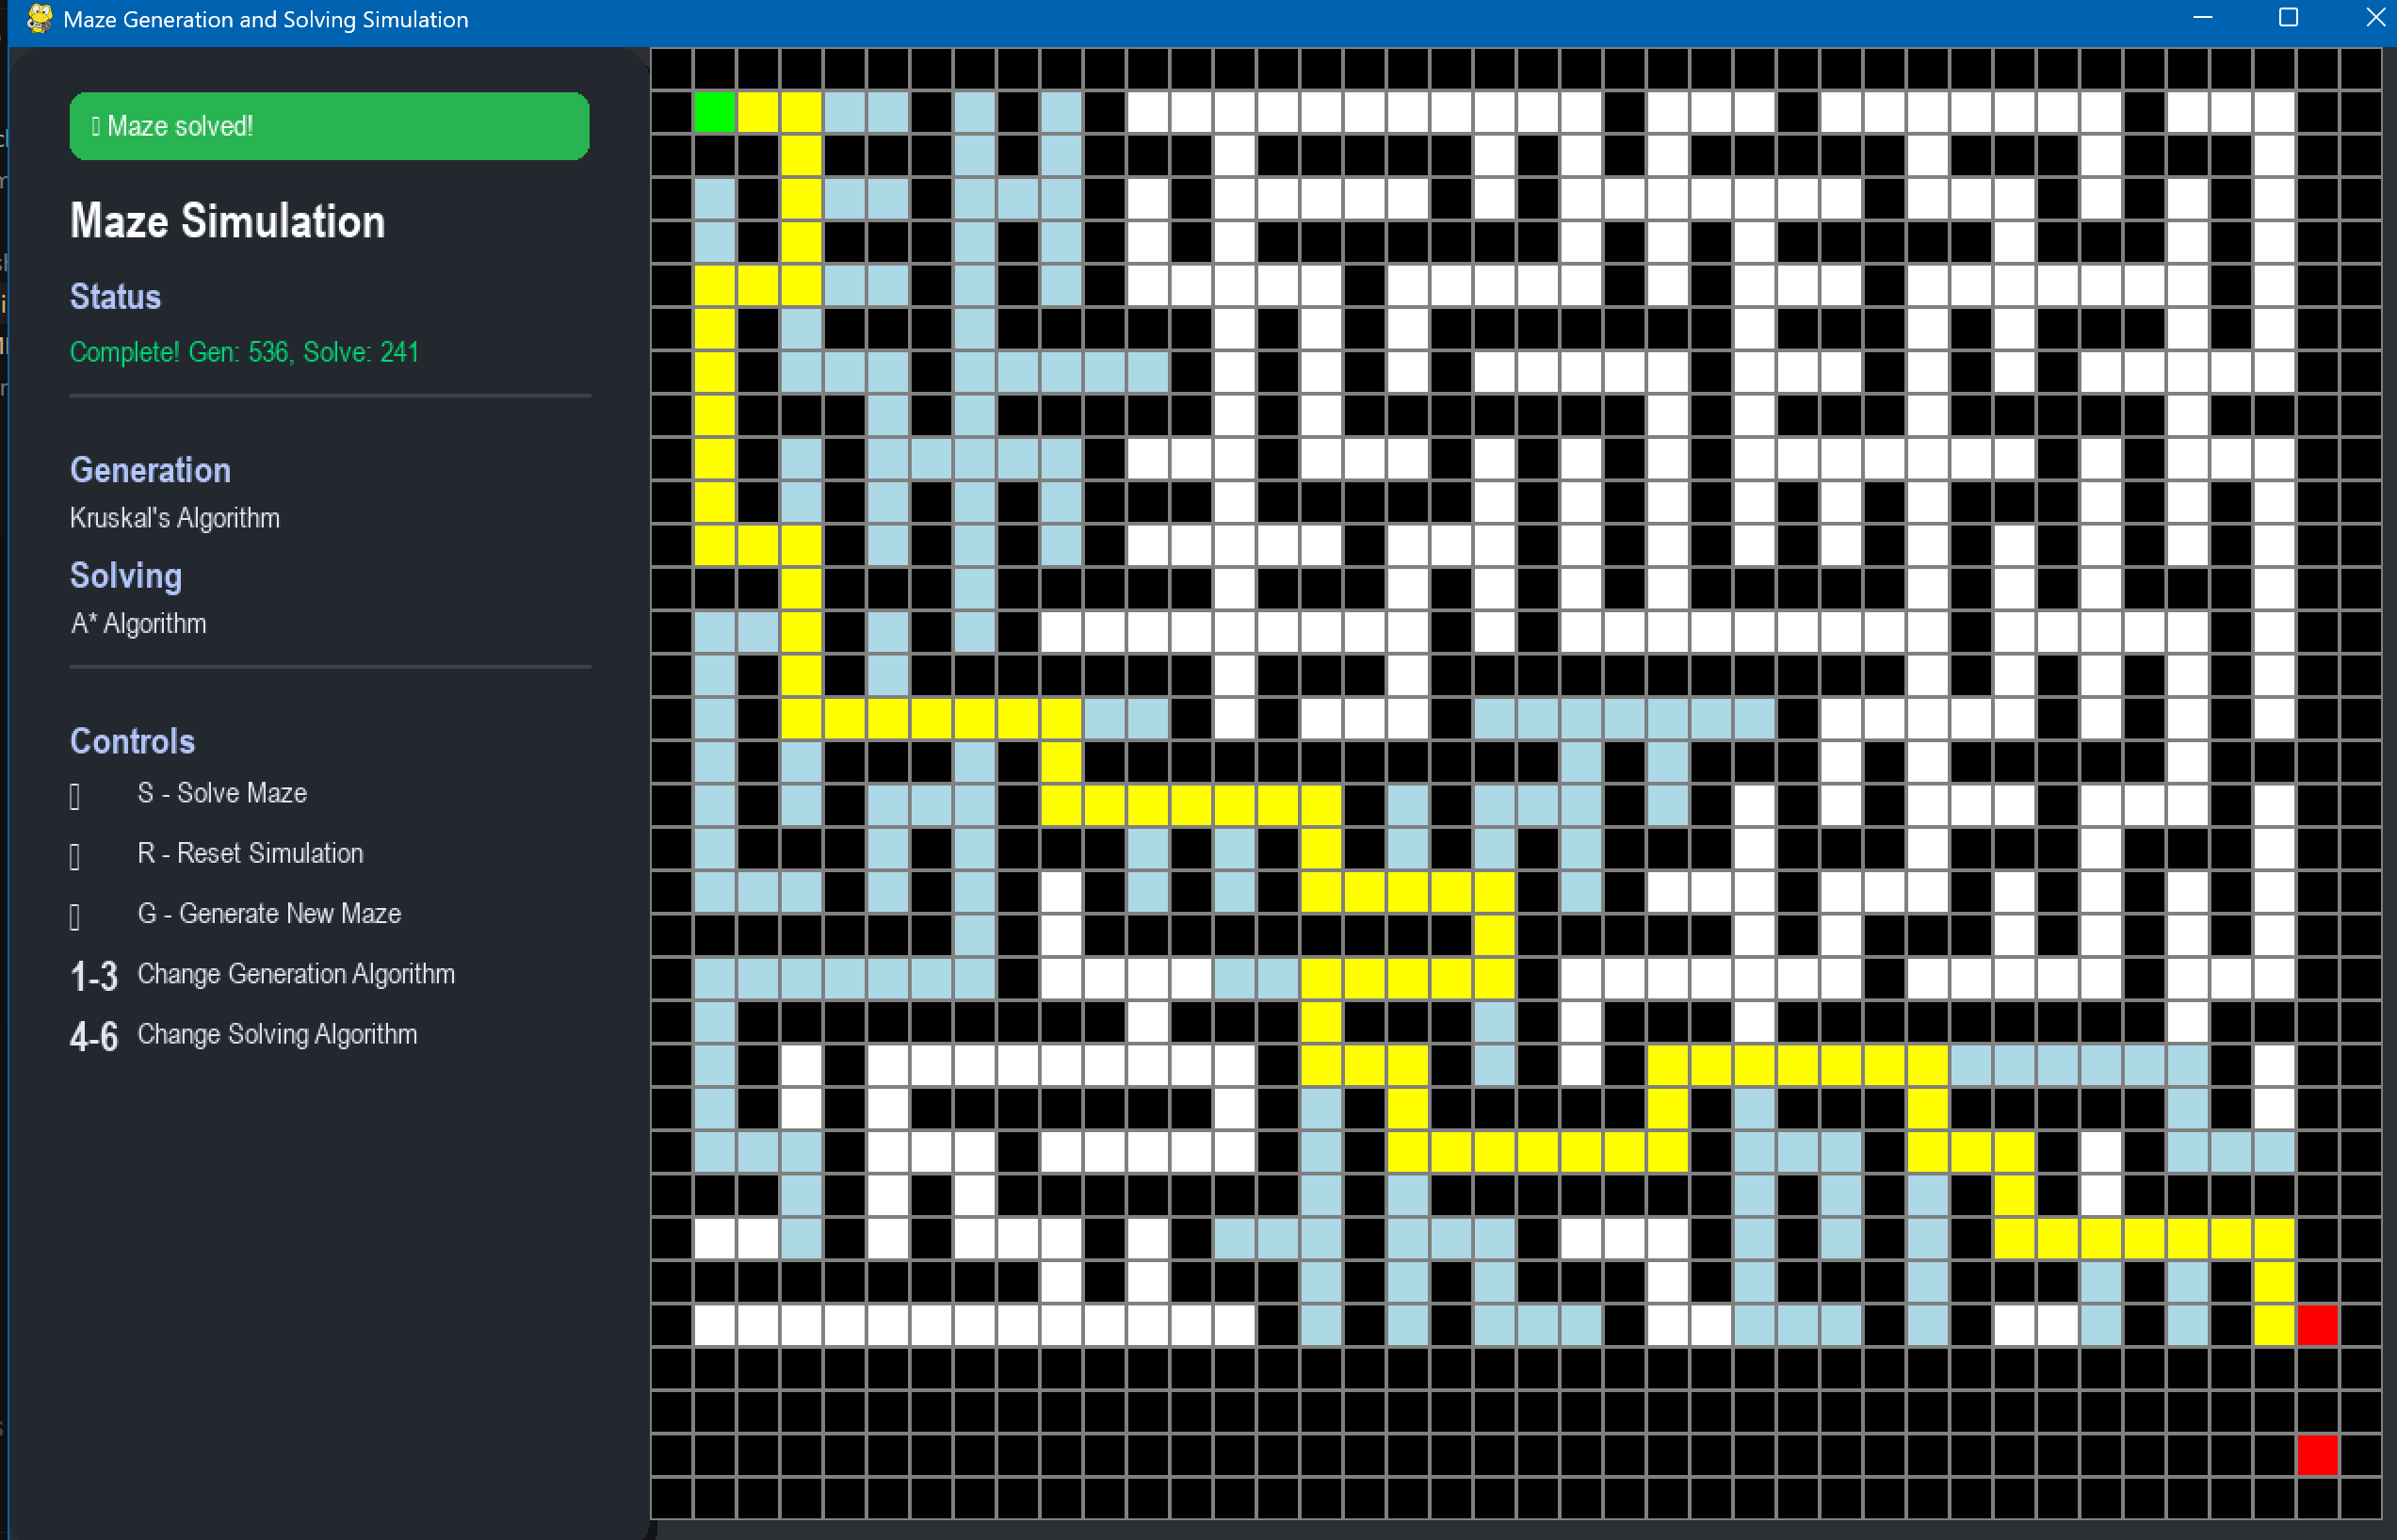 Maze Generation and Solving Simulation
Maze solved!
Maze Simulation
Status
Complete! Gen: 536, Solve: 241
Generation
Kruskal's Algorithm
Solving
A* Algorithm
Controls
S - Solve Maze
R - Reset Simulation
G - Generate New Maze
1-3 Change Generation Algorithm
4-6 Change Solving Algorithm